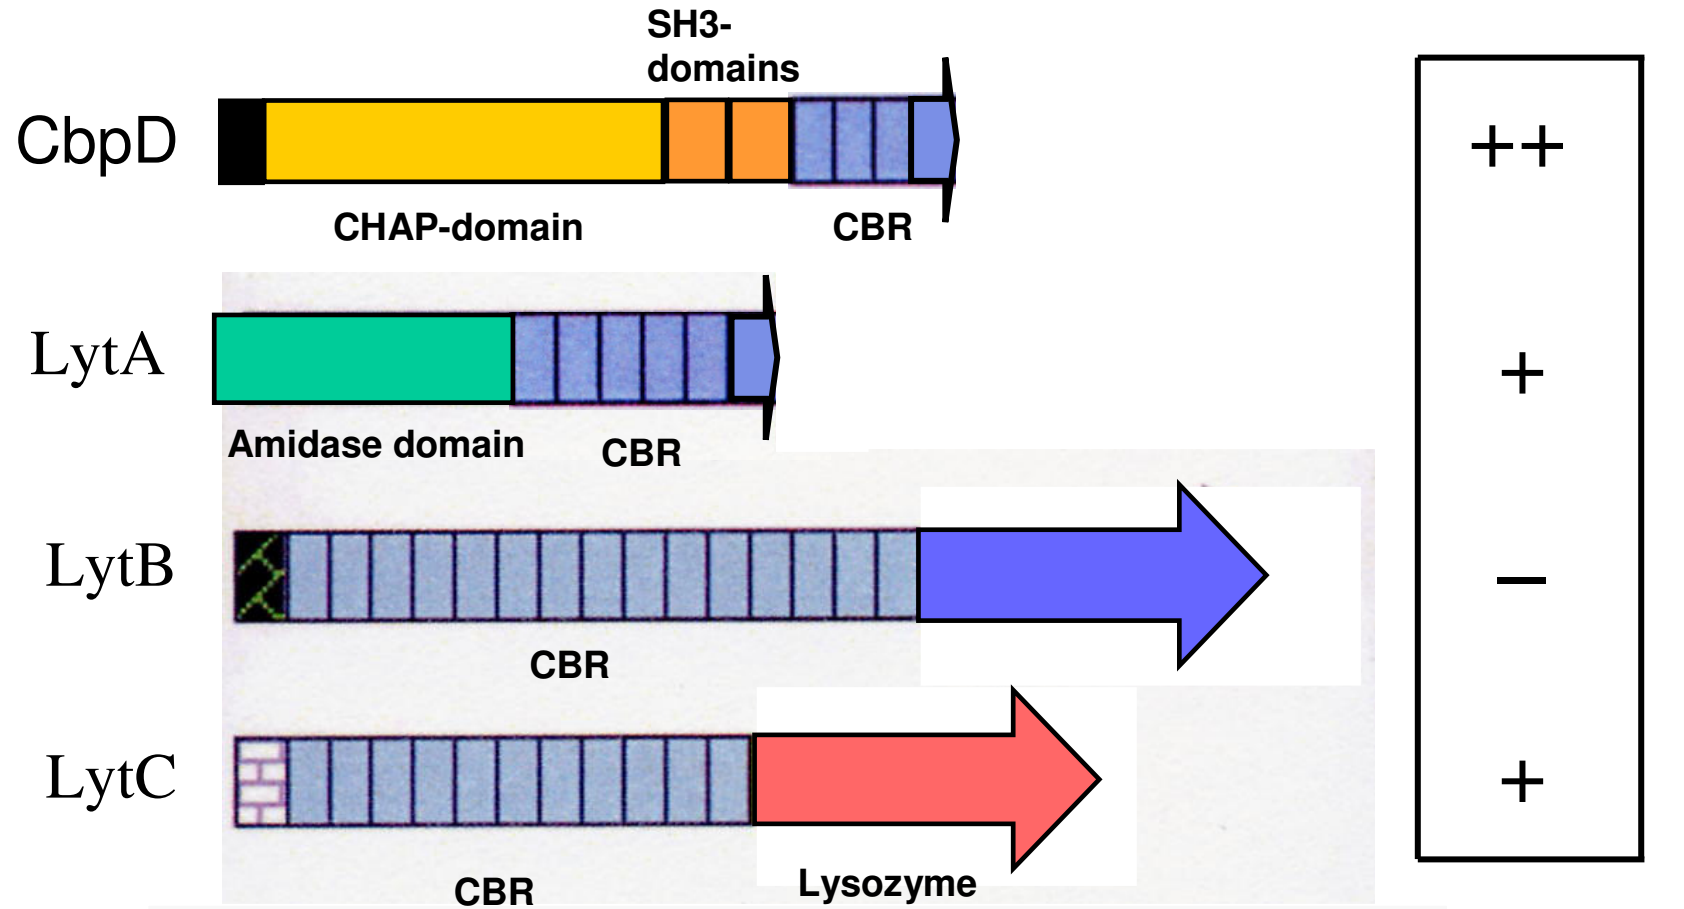 SH3-
domains
CbpD
++
CHAP-domain
CBR
LytA
+
Amidase domain
CBR
LytB
—
CBR
LytC
+
CBR
Lysozyme